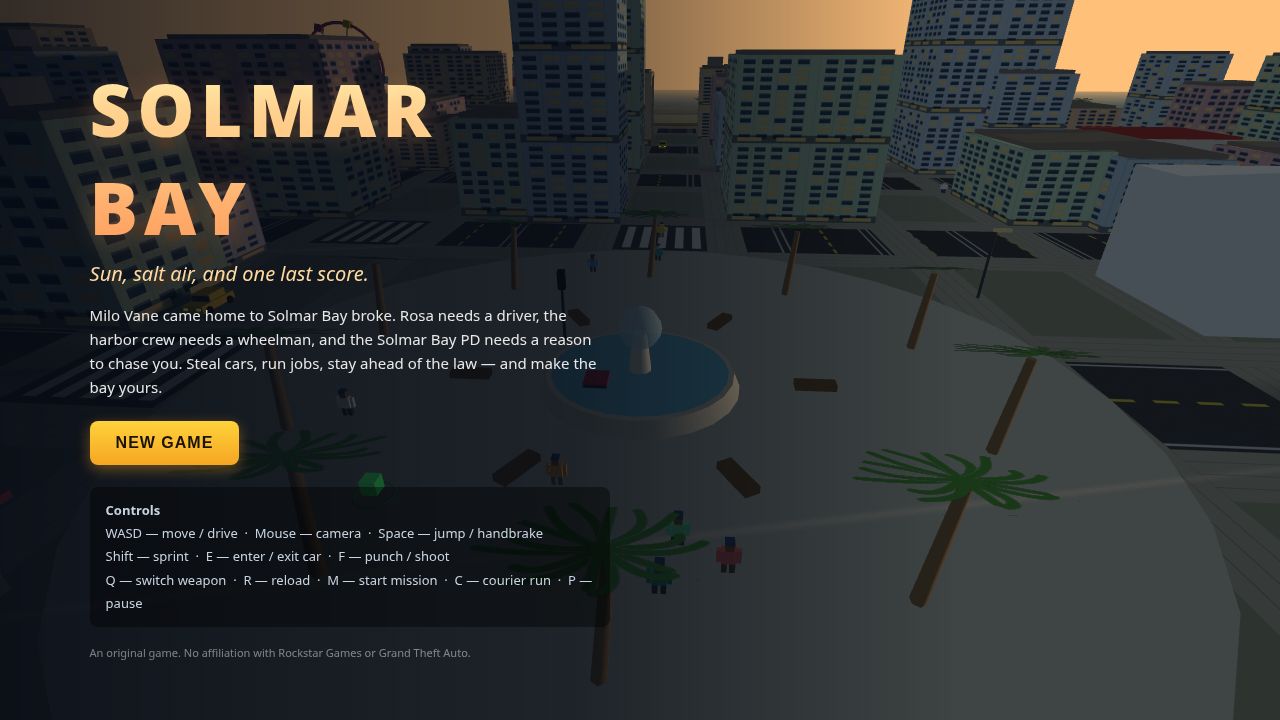 SOLMAR
BAY
Sun, salt air, and one last score.
Milo Vane came home to Solmar Bay broke. Rosa needs a driver, the
harbor crew needs a wheelman, and the Solmar Bay PD needs a reason
to chase you. Steal cars, run jobs, stay ahead of the law — and make the
bay yours.
NEW GAME
Controls
WASD — move / drive · Mouse — camera · Space — jump / handbrake
Shift — sprint · E — enter / exit car · F — punch / shoot
Q — switch weapon · R — reload · M — start mission · C — courier run · P —
pause
An original game. No affiliation with Rockstar Games or Grand Theft Auto.